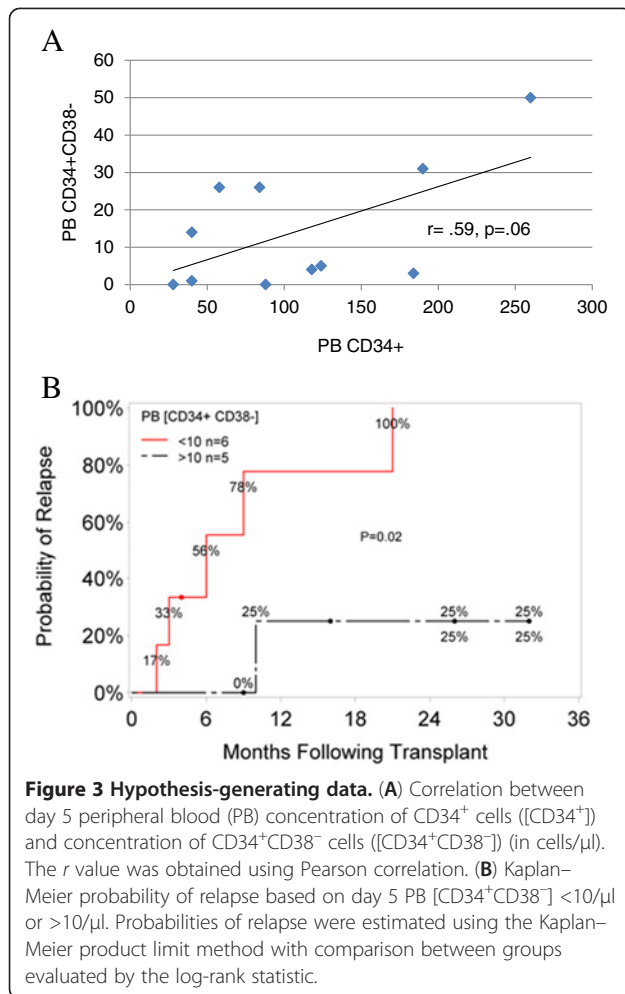 A
60
50
40
30
20
10
0
PB CD34+CD38-
r= .59, p=.06
0 50 100 150 200 250 300
PB CD34+
B
100%
80%
60%
40%
20%
0%
Probability of Relapse
PB [CD34+ CD38-]
<10 n=6
>10 n=5
100%
78%
P=0.02
56%
33%
25% 25% 25%
25% 25%
17%
0%
0 6 12 18 24 30 36
Months Following Transplant
Figure 3 Hypothesis-generating data. (A) Correlation between
day 5 peripheral blood (PB) concentration of CD34⁺ cells ([CD34⁺])
and concentration of CD34⁺CD38⁻ cells ([CD34⁺CD38⁻]) (in cells/μl).
The r value was obtained using Pearson correlation. (B) Kaplan–
Meier probability of relapse based on day 5 PB [CD34⁺CD38⁻] <10/μl
or >10/μl. Probabilities of relapse were estimated using the Kaplan–
Meier product limit method with comparison between groups
evaluated by the log-rank statistic.